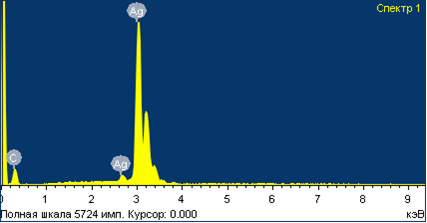 Спектр 1
Ag
Ag
C
0 1 2 3 4 5 6 7 8 9
Полная шкала 5724 имп. Курсор: 0.000 кэВ